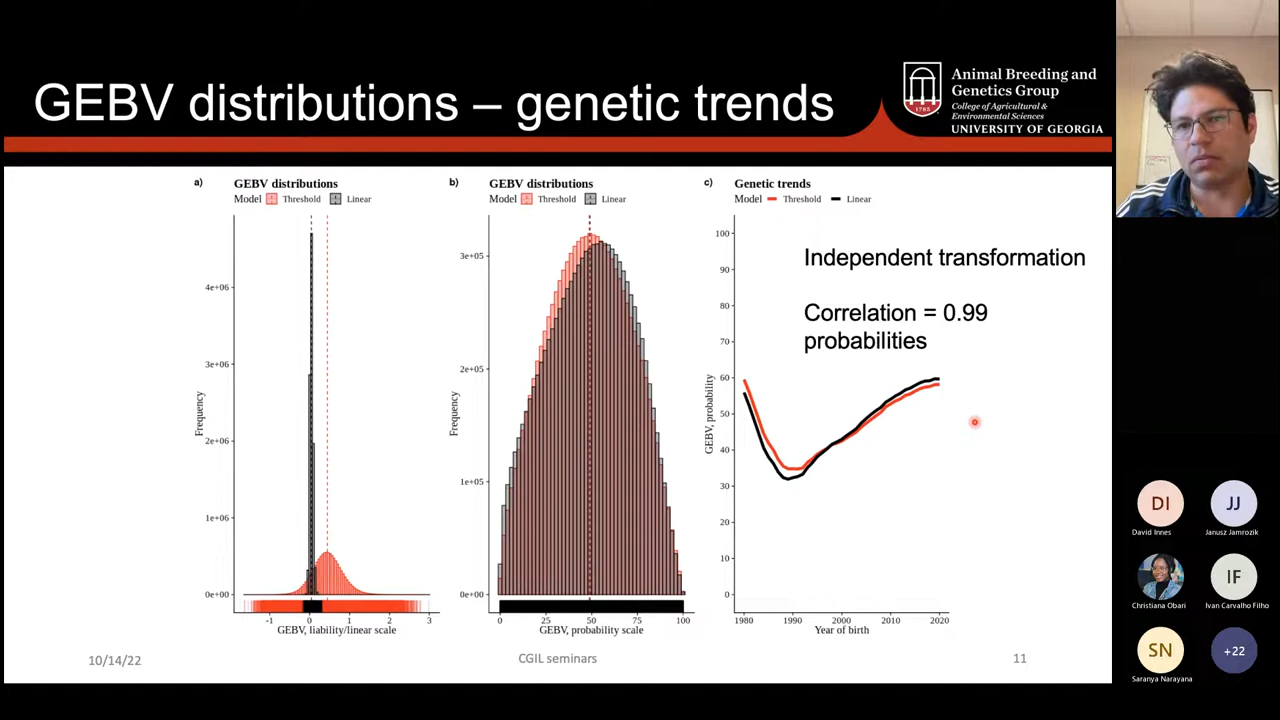 GEBV distributions – genetic trends
1785
Animal Breeding and
Genetics Group
College of Agricultural &
Environmental Sciences
UNIVERSITY OF GEORGIA
a)
GEBV distributions
Model Threshold Linear
Frequency
4e+06
3e+06
2e+06
1e+06
0e+00
-1 0 1 2 3
GEBV, liability/linear scale
b)
GEBV distributions
Model Threshold Linear
Frequency
3e+05
2e+05
1e+05
0e+00
0 25 50 75 100
GEBV, probability scale
c)
Genetic trends
Model Threshold Linear
GEBV, probability
100
90
80
70
60
50
40
30
20
10
0
1980 1990 2000 2010 2020
Year of birth
Independent transformation
Correlation = 0.99
probabilities
10/14/22
CGIL seminars
11
DI
David Innes
JJ
Janusz Jamrozik
Christiana Obari
IF
Ivan Carvalho Filho
SN
Saranya Narayana
+22